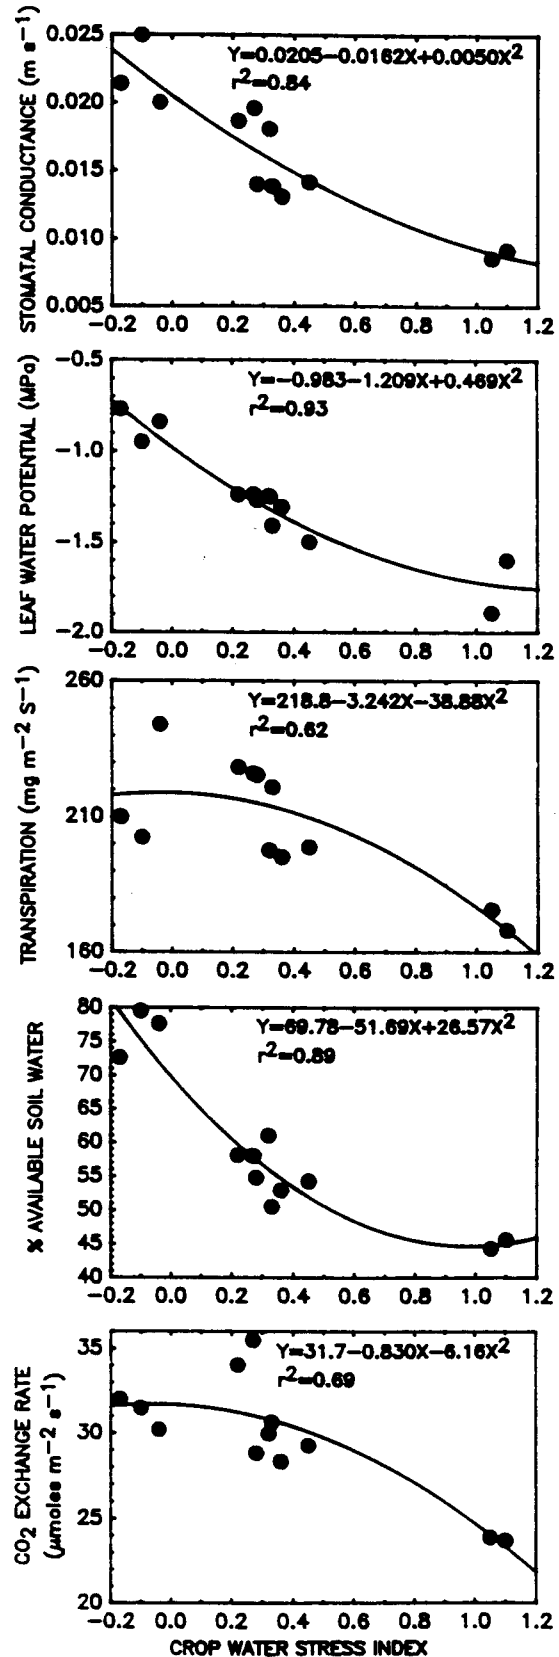 STOMATAL CONDUCTANCE (m s−1)
0.025
0.020
0.015
0.010
0.005
Y=0.0205−0.0162X+0.0050X2
r2=0.84
−0.2 0.0 0.2 0.4 0.6 0.8 1.0 1.2
LEAF WATER POTENTIAL (MPa)
−0.5
−1.0
−1.5
−2.0
Y=−0.983−1.209X+0.469X2
r2=0.93
−0.2 0.0 0.2 0.4 0.6 0.8 1.0 1.2
TRANSPIRATION (mg m−2 S−1)
260
210
160
Y=218.8−3.242X−38.88X2
r2=0.62
−0.2 0.0 0.2 0.4 0.6 0.8 1.0 1.2
% AVAILABLE SOIL WATER
80
75
70
65
60
55
50
45
40
Y=69.78−51.69X+26.57X2
r2=0.89
−0.2 0.0 0.2 0.4 0.6 0.8 1.0 1.2
CO2 EXCHANGE RATE
(μmoles m−2 s−1)
35
30
25
20
Y=31.7−0.830X−6.16X2
r2=0.69
−0.2 0.0 0.2 0.4 0.6 0.8 1.0 1.2
CROP WATER STRESS INDEX